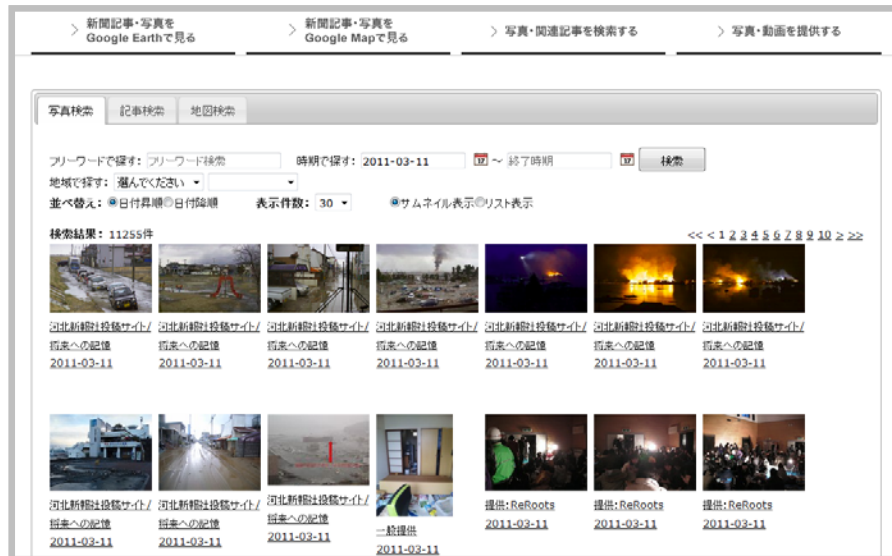 新聞記事・写真を
Google Earthで見る
新聞記事・写真を
Google Mapで見る
写真・関連記事を検索する
写真・動画を提供する
写真検索 記事検索 地図検索
フリーワードで探す: フリーワード検索 時期で探す: 2011-03-11 17 ～ 終了時期 17 検索
地域で探す: 選んでください
並べ替え: 日付昇順 日付降順 表示件数: 30 サムネイル表示 リスト表示
検索結果: 11255件 << < 1 2 3 4 5 6 7 8 9 10 > >>
河北新報社投稿サイト/ 河北新報社投稿サイト/ 河北新報社投稿サイト/ 河北新報社投稿サイト/ 河北新報社投稿サイト/ 河北新報社投稿サイト/ 河北新報社投稿サイト/
将来への記憶 将来への記憶 将来への記憶 将来への記憶 将来への記憶 将来への記憶 将来への記憶
2011-03-11 2011-03-11 2011-03-11 2011-03-11 2011-03-11 2011-03-11 2011-03-11
河北新報社投稿サイト/ 河北新報社投稿サイト/ 河北新報社投稿サイト/ 一般提供 提供:ReRoots 提供:ReRoots 提供:ReRoots
将来への記憶 将来への記憶 将来への記憶
2011-03-11 2011-03-11 2011-03-11 2011-03-11 2011-03-11 2011-03-11 2011-03-11